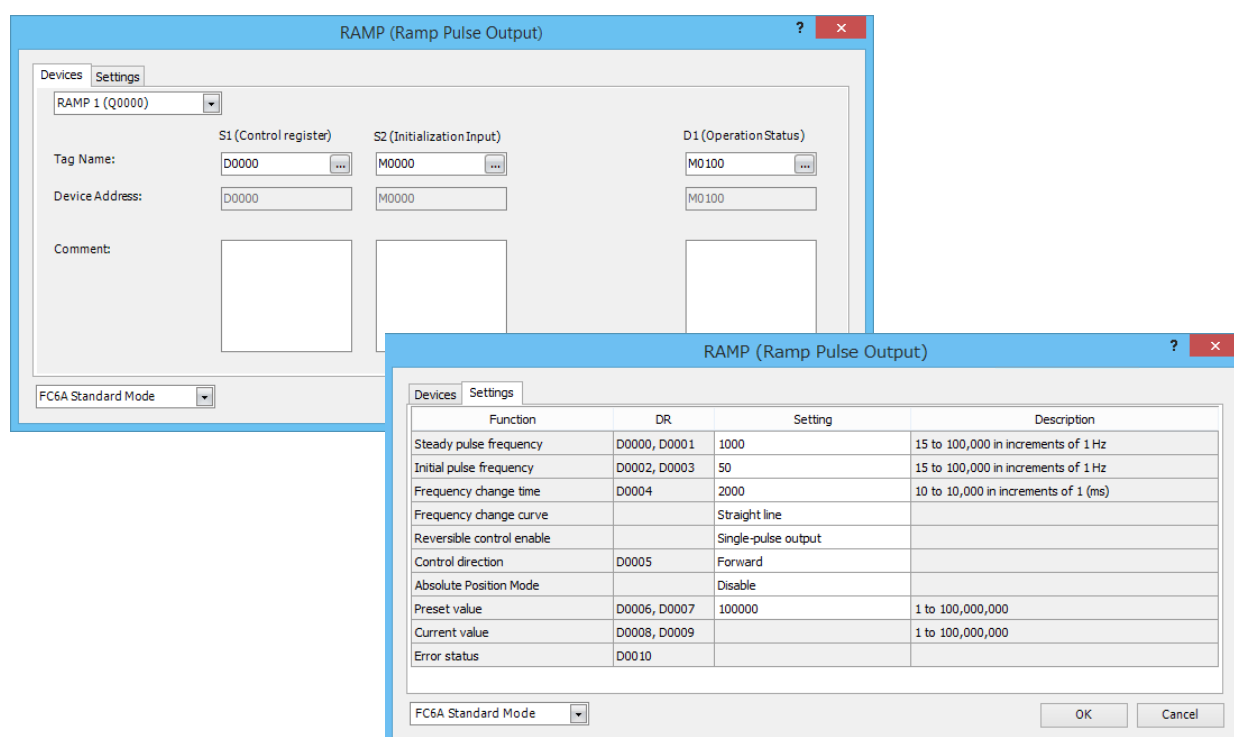 RAMP (Ramp Pulse Output) ? ×
Devices Settings
RAMP 1 (Q0000)
S1 (Control register) S2 (Initialization Input) D1 (Operation Status)
Tag Name: D0000 ... M0000 ... M0100 ...
Device Address: D0000 M0000 M0100
Comment:
FC6A Standard Mode
RAMP (Ramp Pulse Output) ? ×
Devices Settings
Function DR Setting Description
Steady pulse frequency D0000, D0001 1000 15 to 100,000 in increments of 1 Hz
Initial pulse frequency D0002, D0003 50 15 to 100,000 in increments of 1 Hz
Frequency change time D0004 2000 10 to 10,000 in increments of 1 (ms)
Frequency change curve Straight line
Reversible control enable Single-pulse output
Control direction D0005 Forward
Absolute Position Mode Disable
Preset value D0006, D0007 100000 1 to 100,000,000
Current value D0008, D0009 1 to 100,000,000
Error status D0010
FC6A Standard Mode OK Cancel